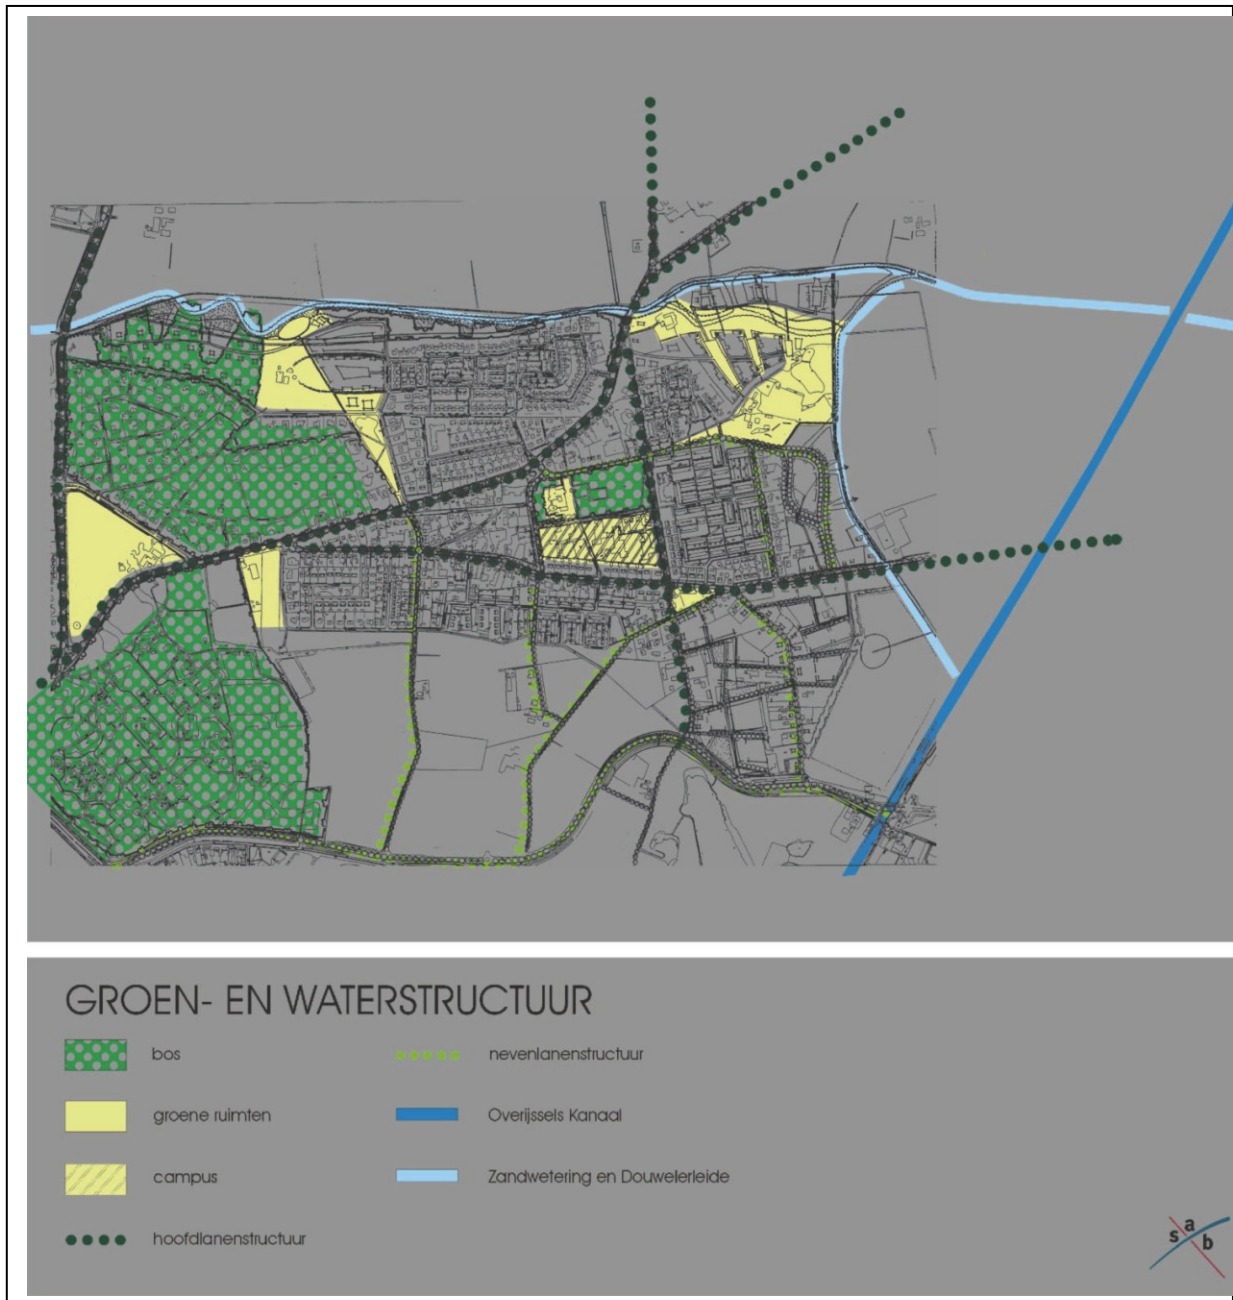 GROEN- EN WATERSTRUCTUUR
bos
groene ruimten
campus
hoofdlanenstructuur
nevenlanenstructuur
Overijssels Kanaal
Zandwetering en Douwelerleide
s a b